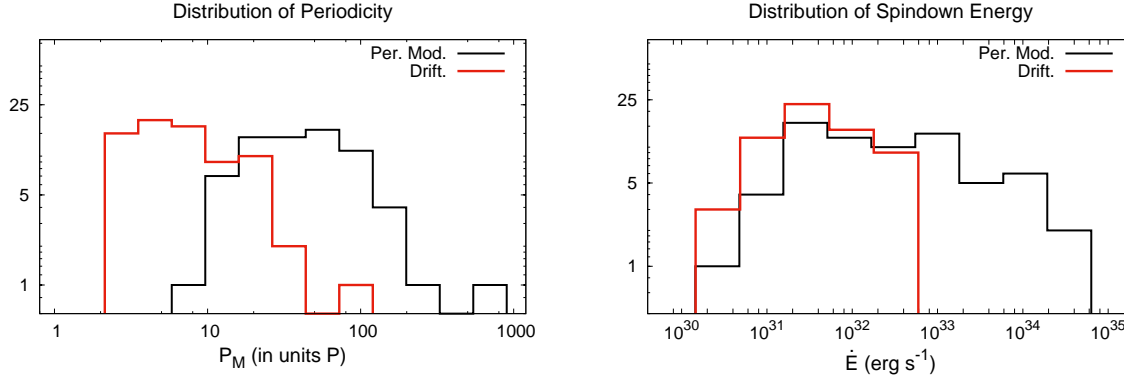 Distribution of Periodicity
Per. Mod.
Drift.
25
5
1
1 10 100 1000
P_M (in units P)
Distribution of Spindown Energy
Per. Mod.
Drift.
25
5
1
10^30 10^31 10^32 10^33 10^34 10^35
Ė (erg s^-1)